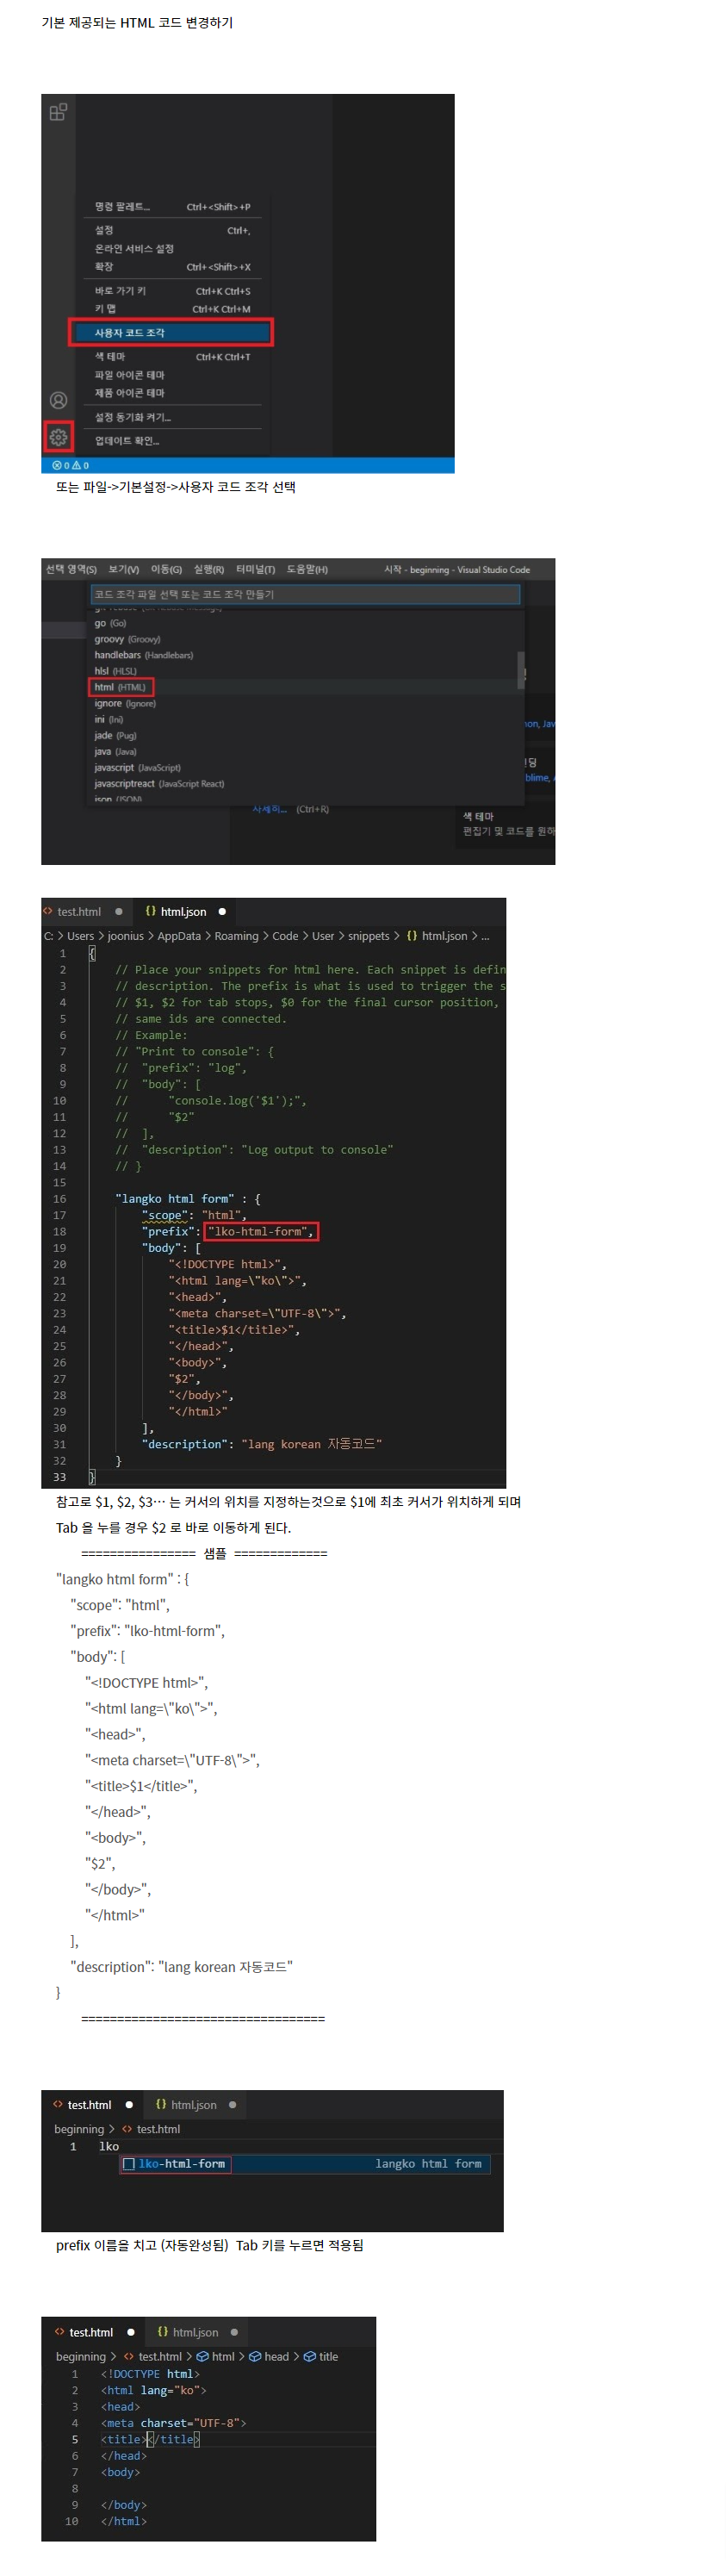 기본 제공되는 HTML 코드 변경하기
명령 팔레트... Ctrl+<Shift>+P
설정 Ctrl+,
온라인 서비스 설정
확장 Ctrl+<Shift>+X
바로 가기 키 Ctrl+K Ctrl+S
키 맵 Ctrl+K Ctrl+M
사용자 코드 조각
색 테마 Ctrl+K Ctrl+T
파일 아이콘 테마
제품 아이콘 테마
설정 동기화 켜기...
업데이트 확인...
0 0
또는 파일->기본설정->사용자 코드 조각 선택
선택 영역(S) 보기(V) 이동(G) 실행(R) 터미널(T) 도움말(H) 시작 - beginning - Visual Studio Code
코드 조각 파일 선택 또는 코드 조각 만들기
go (Go)
groovy (Groovy)
handlebars (Handlebars)
hlsl (HLSL)
html (HTML)
ignore (Ignore)
ini (Ini)
jade (Pug)
java (Java)
javascript (JavaScript)
javascriptreact (JavaScript React)
json (JSON)
자세히... (Ctrl+R)
색 테마
편집기 및 코드를 원하
test.html ● {} html.json ●
C: > Users > joonius > AppData > Roaming > Code > User > snippets > {} html.json > ...
1 {
2 // Place your snippets for html here. Each snippet is defin
3 // description. The prefix is what is used to trigger the s
4 // $1, $2 for tab stops, $0 for the final cursor position,
5 // same ids are connected.
6 // Example:
7 // "Print to console": {
8 // "prefix": "log",
9 // "body": [
10 // "console.log('$1');",
11 // "$2"
12 // ],
13 // "description": "Log output to console"
14 // }
15
16 "langko html form" : {
17 "scope": "html",
18 "prefix": "lko-html-form",
19 "body": [
20 "<!DOCTYPE html>",
21 "<html lang=\"ko\">",
22 "<head>",
23 "<meta charset=\"UTF-8\">",
24 "<title>$1</title>",
25 "</head>",
26 "<body>",
27 "$2",
28 "</body>",
29 "</html>"
30 ],
31 "description": "lang korean 자동코드"
32 }
33 }
참고로 $1, $2, $3… 는 커서의 위치를 지정하는것으로 $1에 최초 커서가 위치하게 되며
Tab 을 누를 경우 $2 로 바로 이동하게 된다.
================ 샘플 =============
"langko html form" : {
"scope": "html",
"prefix": "lko-html-form",
"body": [
"<!DOCTYPE html>",
"<html lang=\"ko\">",
"<head>",
"<meta charset=\"UTF-8\">",
"<title>$1</title>",
"</head>",
"<body>",
"$2",
"</body>",
"</html>"
],
"description": "lang korean 자동코드"
}
==================================
<> test.html ● {} html.json ●
beginning > <> test.html
1 lko
lko-html-form langko html form
prefix 이름을 치고 (자동완성됨) Tab 키를 누르면 적용됨
<> test.html ● {} html.json ●
beginning > <> test.html > html > head > title
1 <!DOCTYPE html>
2 <html lang="ko">
3 <head>
4 <meta charset="UTF-8">
5 <title></title>
6 </head>
7 <body>
8
9 </body>
10 </html>